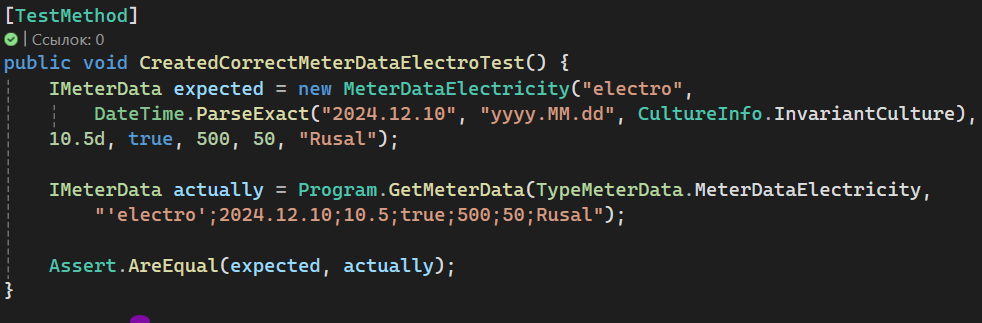 [TestMethod]
| Ссылок: 0
public void CreatedCorrectMeterDataElectroTest() {
IMeterData expected = new MeterDataElectricity("electro",
DateTime.ParseExact("2024.12.10", "yyyy.MM.dd", CultureInfo.InvariantCulture),
10.5d, true, 500, 50, "Rusal");
IMeterData actually = Program.GetMeterData(TypeMeterData.MeterDataElectricity,
"'electro';2024.12.10;10.5;true;500;50;Rusal");
Assert.AreEqual(expected, actually);
}